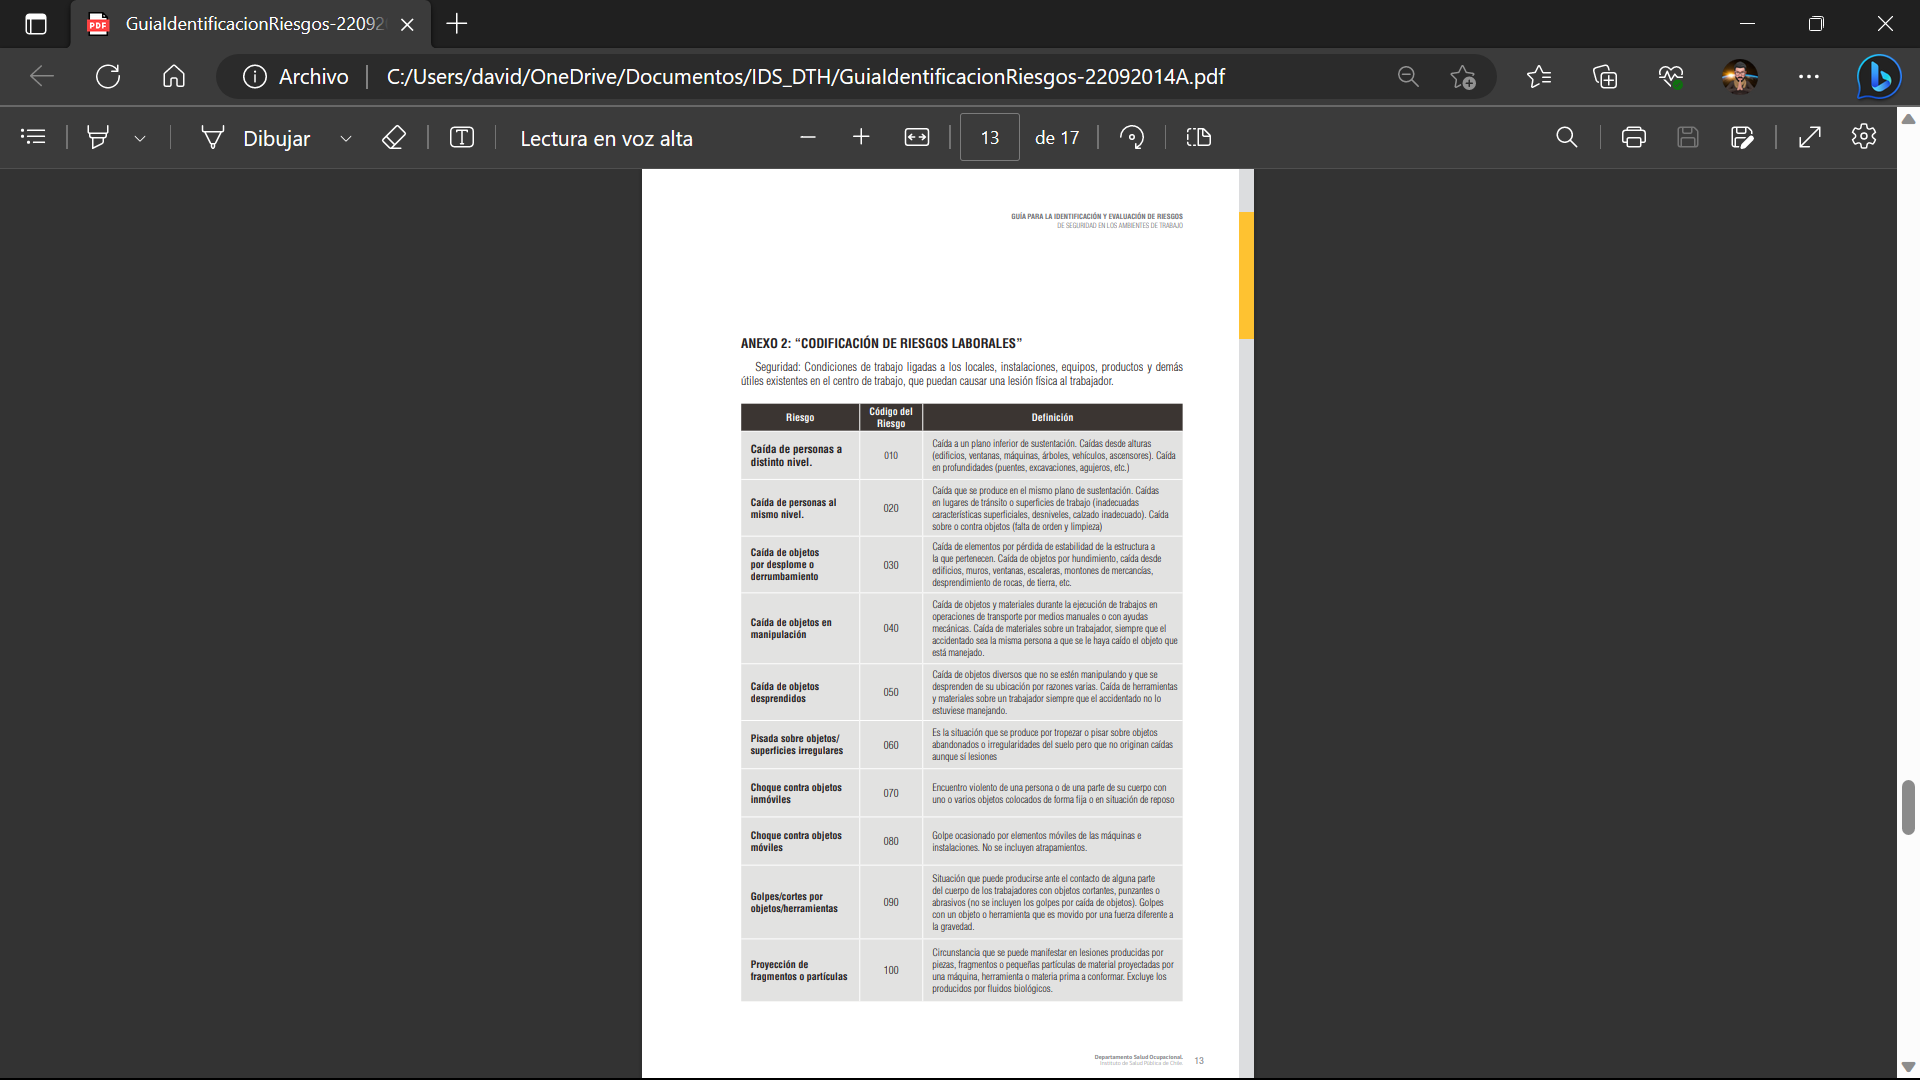 GuiaIdentificacionRiesgos-22092
Archivo
C:/Users/david/OneDrive/Documentos/IDS_DTH/GuiaIdentificacionRiesgos-22092014A.pdf
Dibujar
Lectura en voz alta
13
de 17
GUÍA PARA LA IDENTIFICACIÓN Y EVALUACIÓN DE RIESGOS
DE SEGURIDAD EN LOS AMBIENTES DE TRABAJO
ANEXO 2: “CODIFICACIÓN DE RIESGOS LABORALES”
Seguridad: Condiciones de trabajo ligadas a los locales, instalaciones, equipos, productos y demás
útiles existentes en el centro de trabajo, que puedan causar una lesión física al trabajador.
Riesgo
Código del
Riesgo
Definición
Caída de personas a
distinto nivel.
010
Caída a un plano inferior de sustentación. Caídas desde alturas
(edificios, ventanas, máquinas, árboles, vehículos, ascensores). Caída
en profundidades (puentes, excavaciones, agujeros, etc.)
Caída de personas al
mismo nivel.
020
Caída que se produce en el mismo plano de sustentación. Caídas
en lugares de tránsito o superficies de trabajo (inadecuadas
características superficiales, desniveles, calzado inadecuado). Caída
sobre o contra objetos (falta de orden y limpieza)
Caída de objetos
por desplome o
derrumbamiento
030
Caída de elementos por pérdida de estabilidad de la estructura a
la que pertenecen. Caída de objetos por hundimiento, caída desde
edificios, muros, ventanas, escaleras, montones de mercancías,
desprendimiento de rocas, de tierra, etc.
Caída de objetos en
manipulación
040
Caída de objetos y materiales durante la ejecución de trabajos en
operaciones de transporte por medios manuales o con ayudas
mecánicas. Caída de materiales sobre un trabajador, siempre que el
accidentado sea la misma persona a que se le haya caído el objeto que
está manejado.
Caída de objetos
desprendidos
050
Caída de objetos diversos que no se estén manipulando y que se
desprenden de su ubicación por razones varias. Caída de herramientas
y materiales sobre un trabajador siempre que el accidentado no lo
estuviese manejando.
Pisada sobre objetos/
superficies irregulares
060
Es la situación que se produce por tropezar o pisar sobre objetos
abandonados o irregularidades del suelo pero que no originan caídas
aunque sí lesiones
Choque contra objetos
inmóviles
070
Encuentro violento de una persona o de una parte de su cuerpo con
uno o varios objetos colocados de forma fija o en situación de reposo
Choque contra objetos
móviles
080
Golpe ocasionado por elementos móviles de las máquinas e
instalaciones. No se incluyen atrapamientos.
Golpes/cortes por
objetos/herramientas
090
Situación que puede producirse ante el contacto de alguna parte
del cuerpo de los trabajadores con objetos cortantes, punzantes o
abrasivos (no se incluyen los golpes por caída de objetos). Golpes
con un objeto o herramienta que es movido por una fuerza diferente a
la gravedad.
Proyección de
fragmentos o partículas
100
Circunstancia que se puede manifestar en lesiones producidas por
piezas, fragmentos o pequeñas partículas de material proyectadas por
una máquina, herramienta o materia prima a conformar. Excluye los
producidos por fluidos biológicos.
Departamento Salud Ocupacional.
Instituto de Salud Pública de Chile.
13